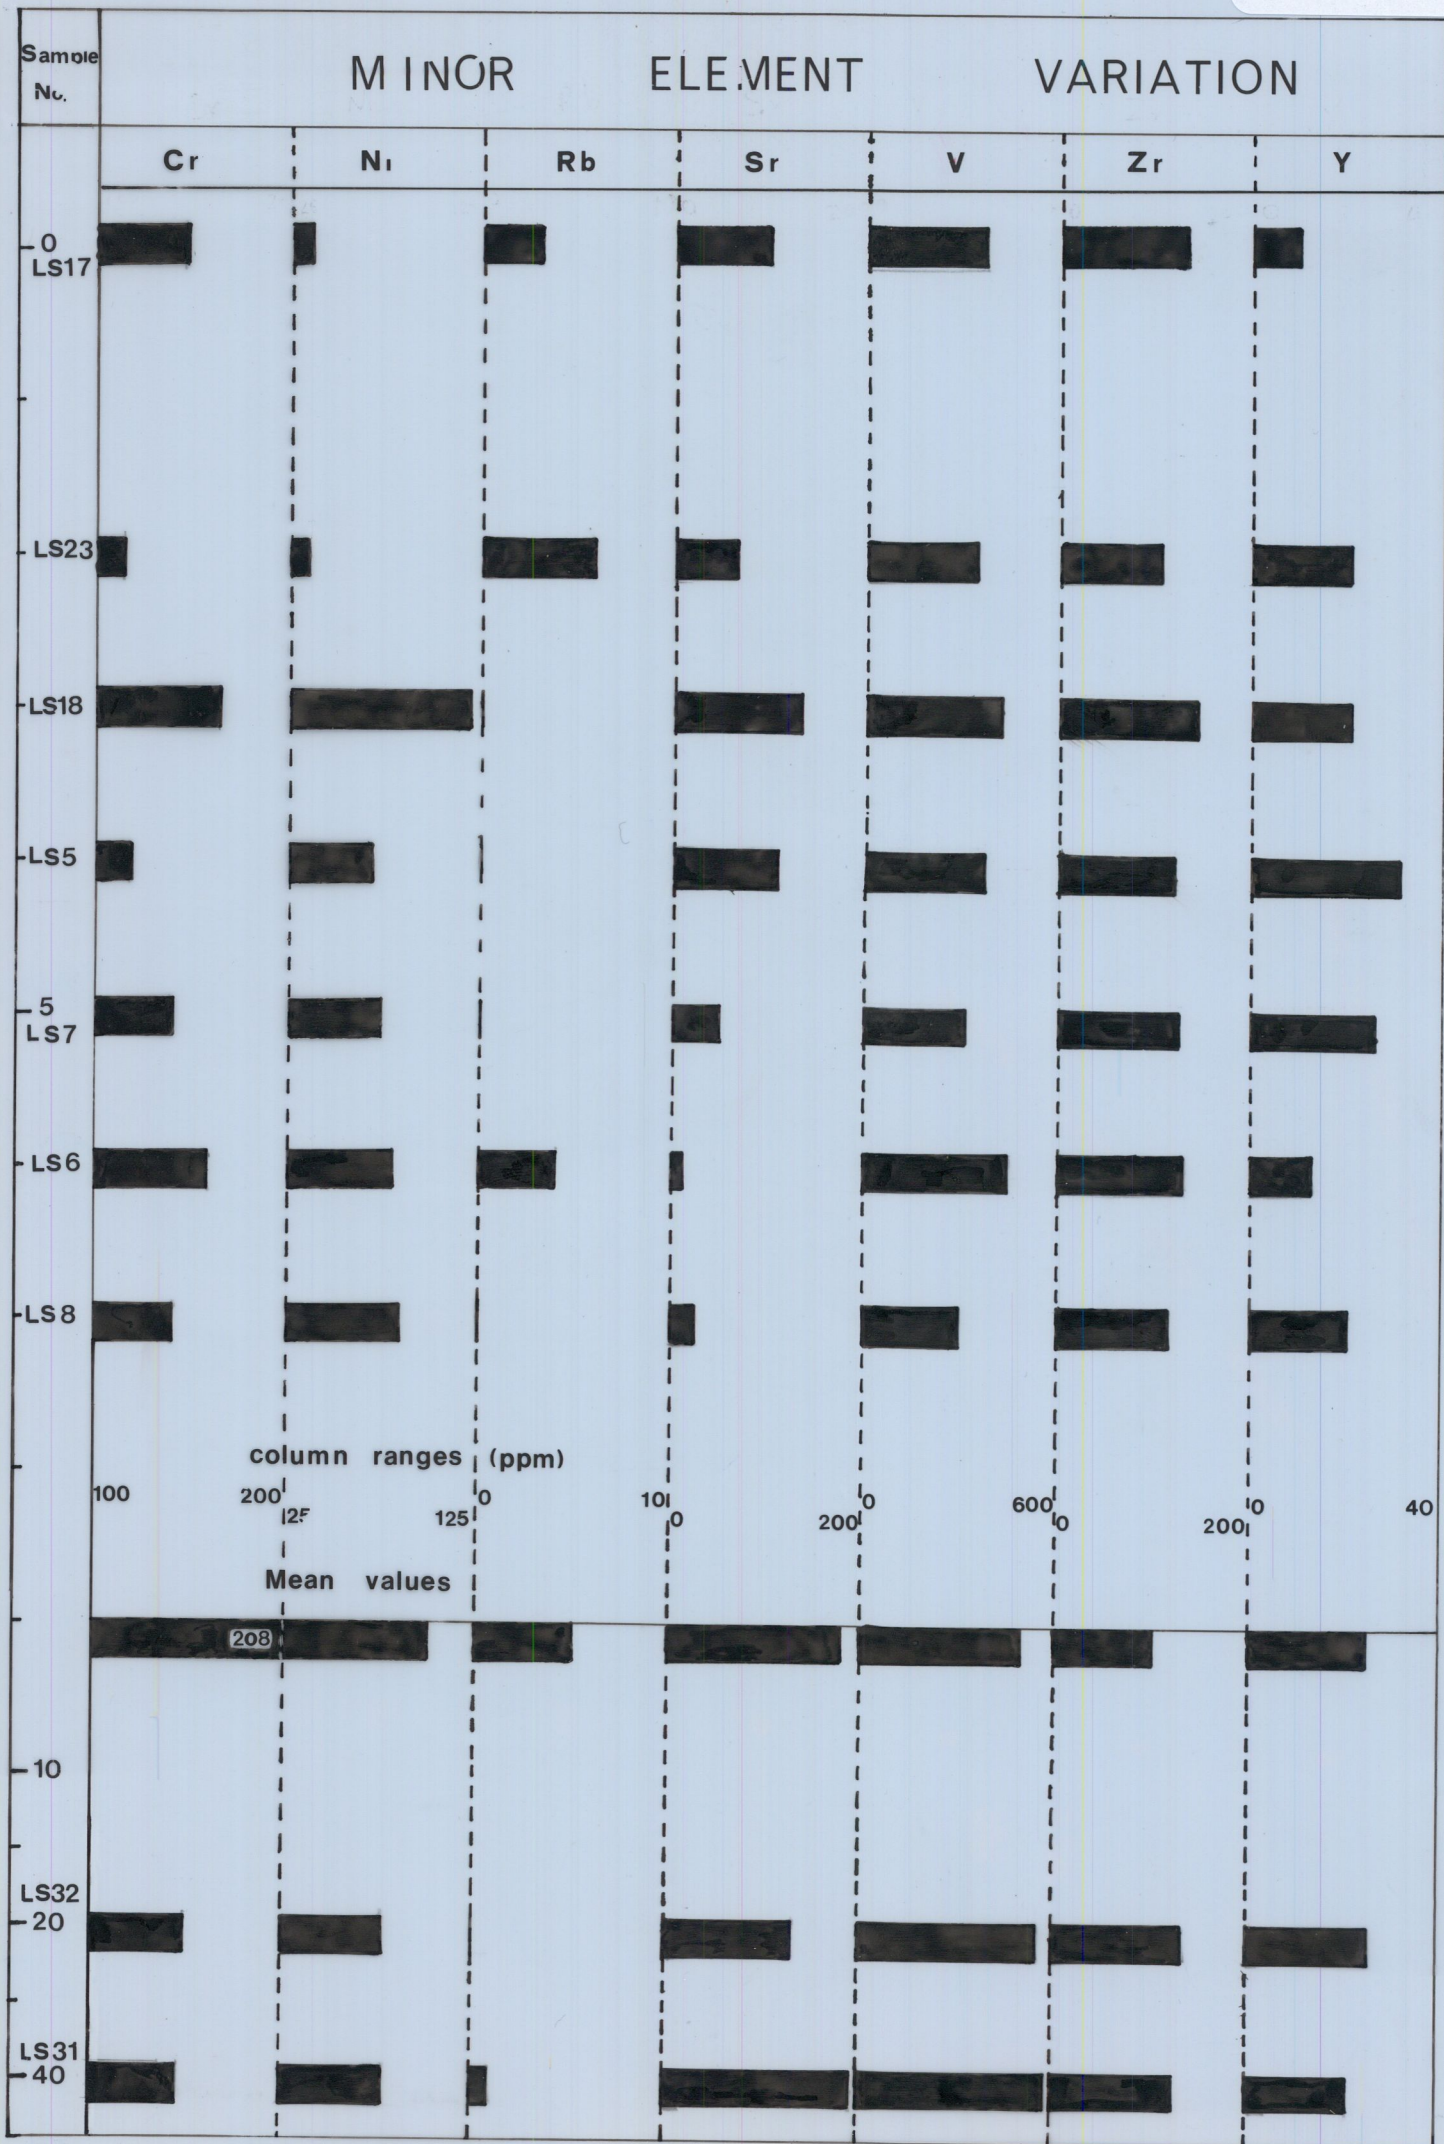 Sample
No.
MINOR ELEMENT VARIATION
Cr Ni Rb Sr V Zr Y
0
LS17
LS23
LS18
LS5
5
LS7
LS6
LS8
column ranges (ppm)
100 200 0 10 0 600 0 40
25 125 0 200 0 200
Mean values
208
10
LS32
20
LS31
40